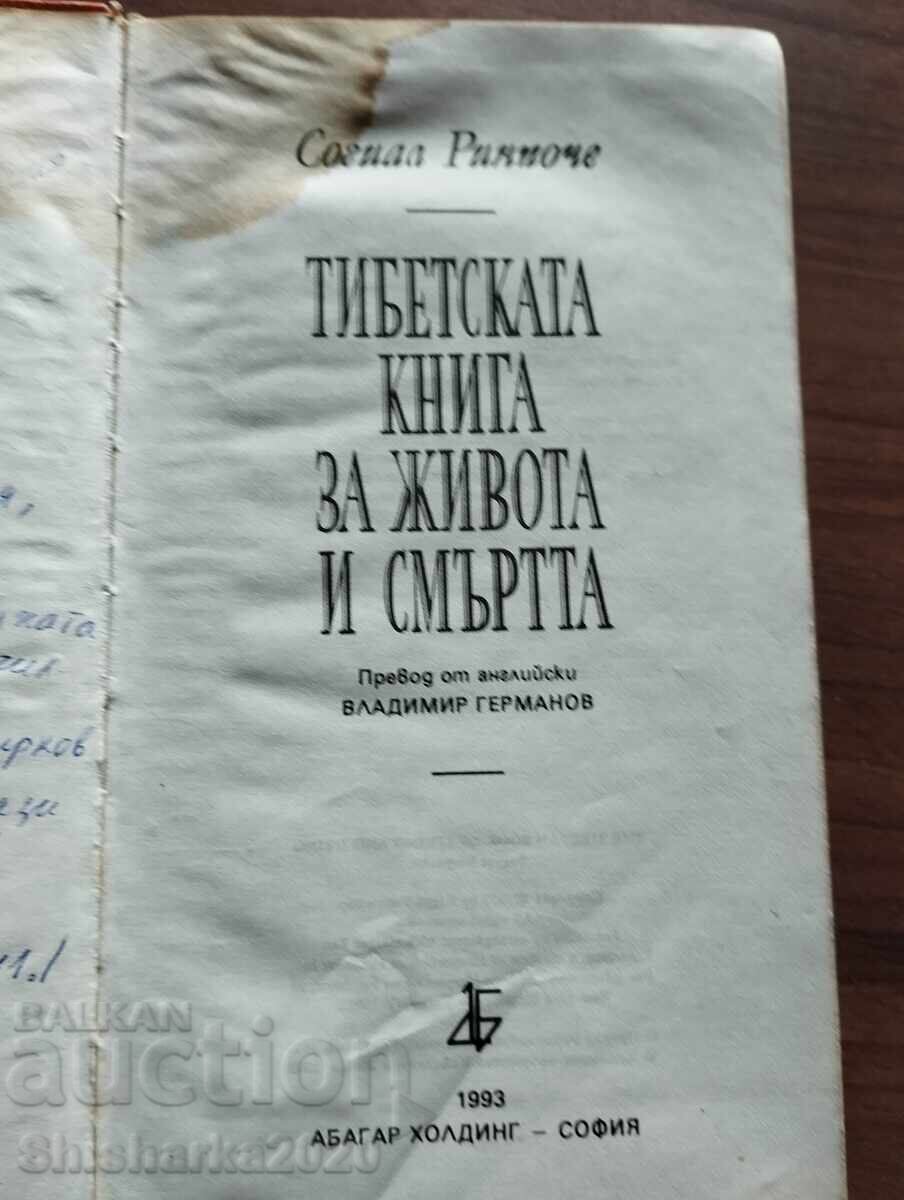 Согиал Ринпоче
ТИБЕТСКАТА
КНИГА
ЗА ЖИВОТА
И СМЪРТТА
Превод от английски
ВЛАДИМИР ГЕРМАНОВ
1993
АБАГАР ХОЛДИНГ – СОФИЯ
BALKAN
auction
Shisharka2020